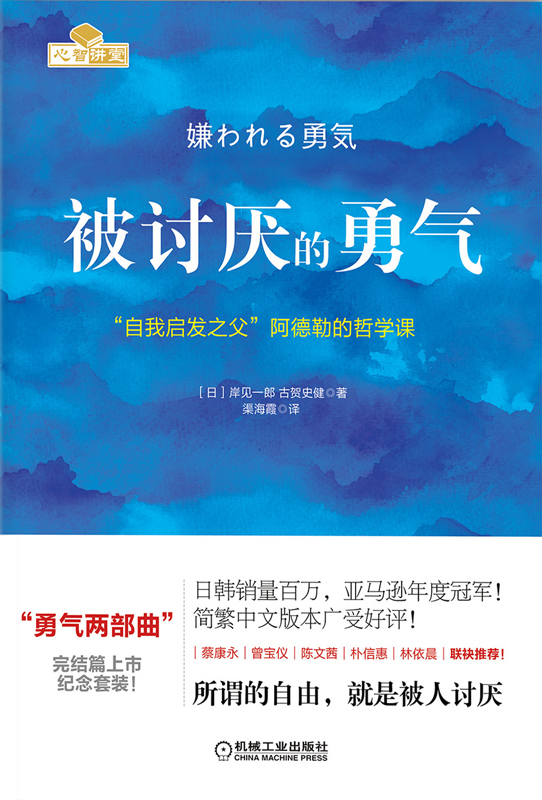 心智讲堂
嫌われる勇気
被讨厌的勇气
“自我启发之父”阿德勒的哲学课
［日］岸见一郎 古贺史健◎著
渠海霞◎译
“勇气两部曲”
完结篇上市
纪念套装！
日韩销量百万，亚马逊年度冠军！
简繁中文版本广受好评！
｜蔡康永｜曾宝仪｜陈文茜｜朴信惠｜林依晨｜联袂推荐！
所谓的自由，就是被人讨厌
机械工业出版社
CHINA MACHINE PRESS